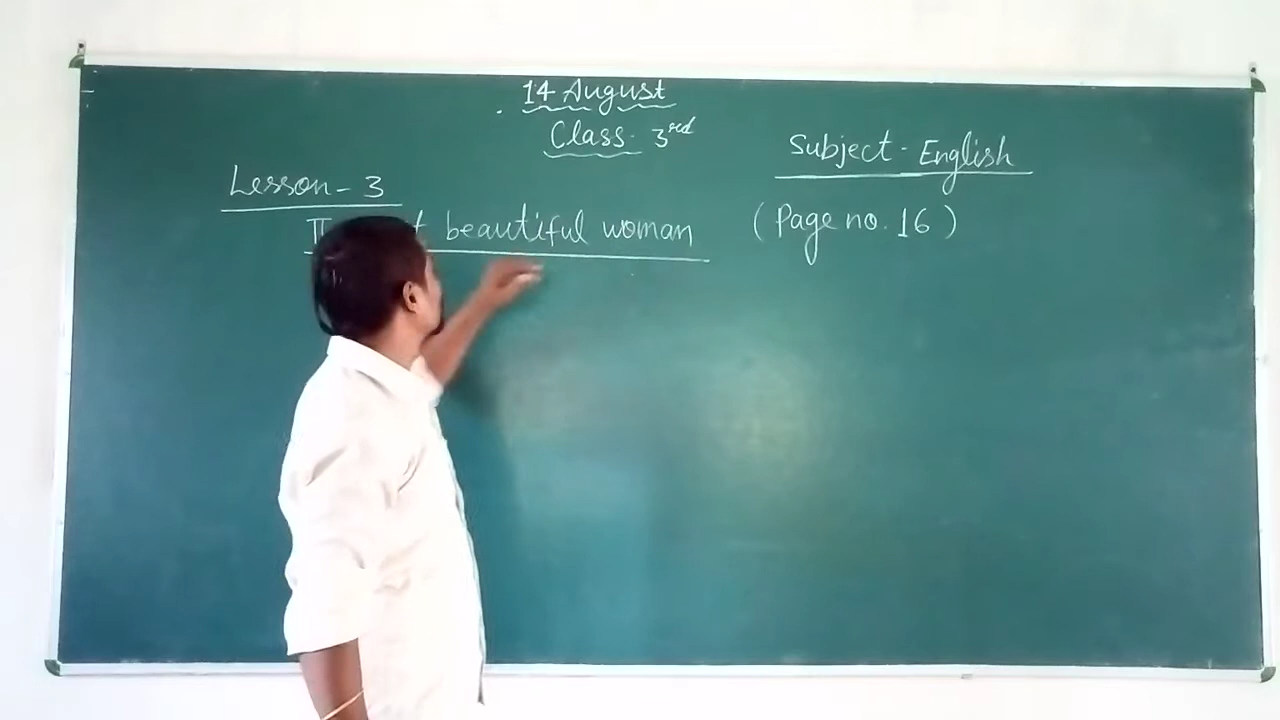 14 August
Class- 3rd
Subject - English
Lesson - 3
beautiful woman (Page no. 16)